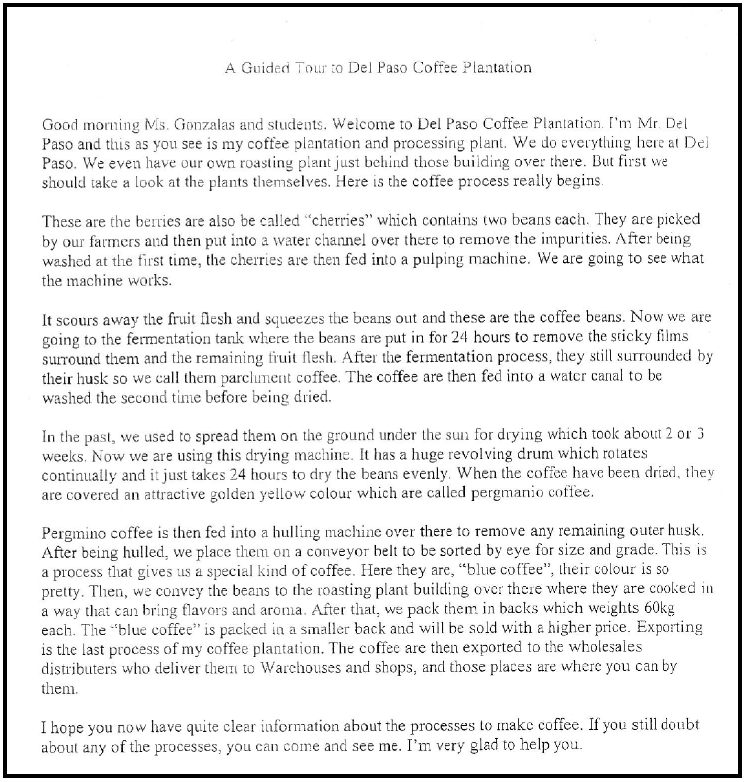 A Guided Tour to Del Paso Coffee Plantation
Good morning Ms. Gonzalas and students. Welcome to Del Paso Coffee Plantation. I'm Mr. Del
Paso and this as you see is my coffee plantation and processing plant. We do everything here at Del
Paso. We even have our own roasting plant just behind those building over there. But first we
should take a look at the plants themselves. Here is the coffee process really begins.
These are the berries are also be called "cherries" which contains two beans each. They are picked
by our farmers and then put into a water channel over there to remove the impurities. After being
washed at the first time, the cherries are then fed into a pulping machine. We are going to see what
the machine works.
It scours away the fruit flesh and squeezes the beans out and these are the coffee beans. Now we are
going to the fermentation tank where the beans are put in for 24 hours to remove the sticky films
surround them and the remaining fruit flesh. After the fermentation process, they still surrounded by
their husk so we call them parchment coffee. The coffee are then fed into a water canal to be
washed the second time before being dried.
In the past, we used to spread them on the ground under the sun for drying which took about 2 or 3
weeks. Now we are using this drying machine. It has a huge revolving drum which rotates
continually and it just takes 24 hours to dry the beans evenly. When the coffee have been dried, they
are covered an attractive golden yellow colour which are called pergmanio coffee.
Pergmino coffee is then fed into a hulling machine over there to remove any remaining outer husk.
After being hulled, we place them on a conveyor belt to be sorted by eye for size and grade. This is
a process that gives us a special kind of coffee. Here they are, "blue coffee", their colour is so
pretty. Then, we convey the beans to the roasting plant building over there where they are cooked in
a way that can bring flavors and aroma. After that, we pack them in backs which weights 60kg
each. The "blue coffee" is packed in a smaller back and will be sold with a higher price. Exporting
is the last process of my coffee plantation. The coffee are then exported to the wholesales
distributers who deliver them to Warehouses and shops, and those places are where you can by
them.
I hope you now have quite clear information about the processes to make coffee. If you still doubt
about any of the processes, you can come and see me. I'm very glad to help you.